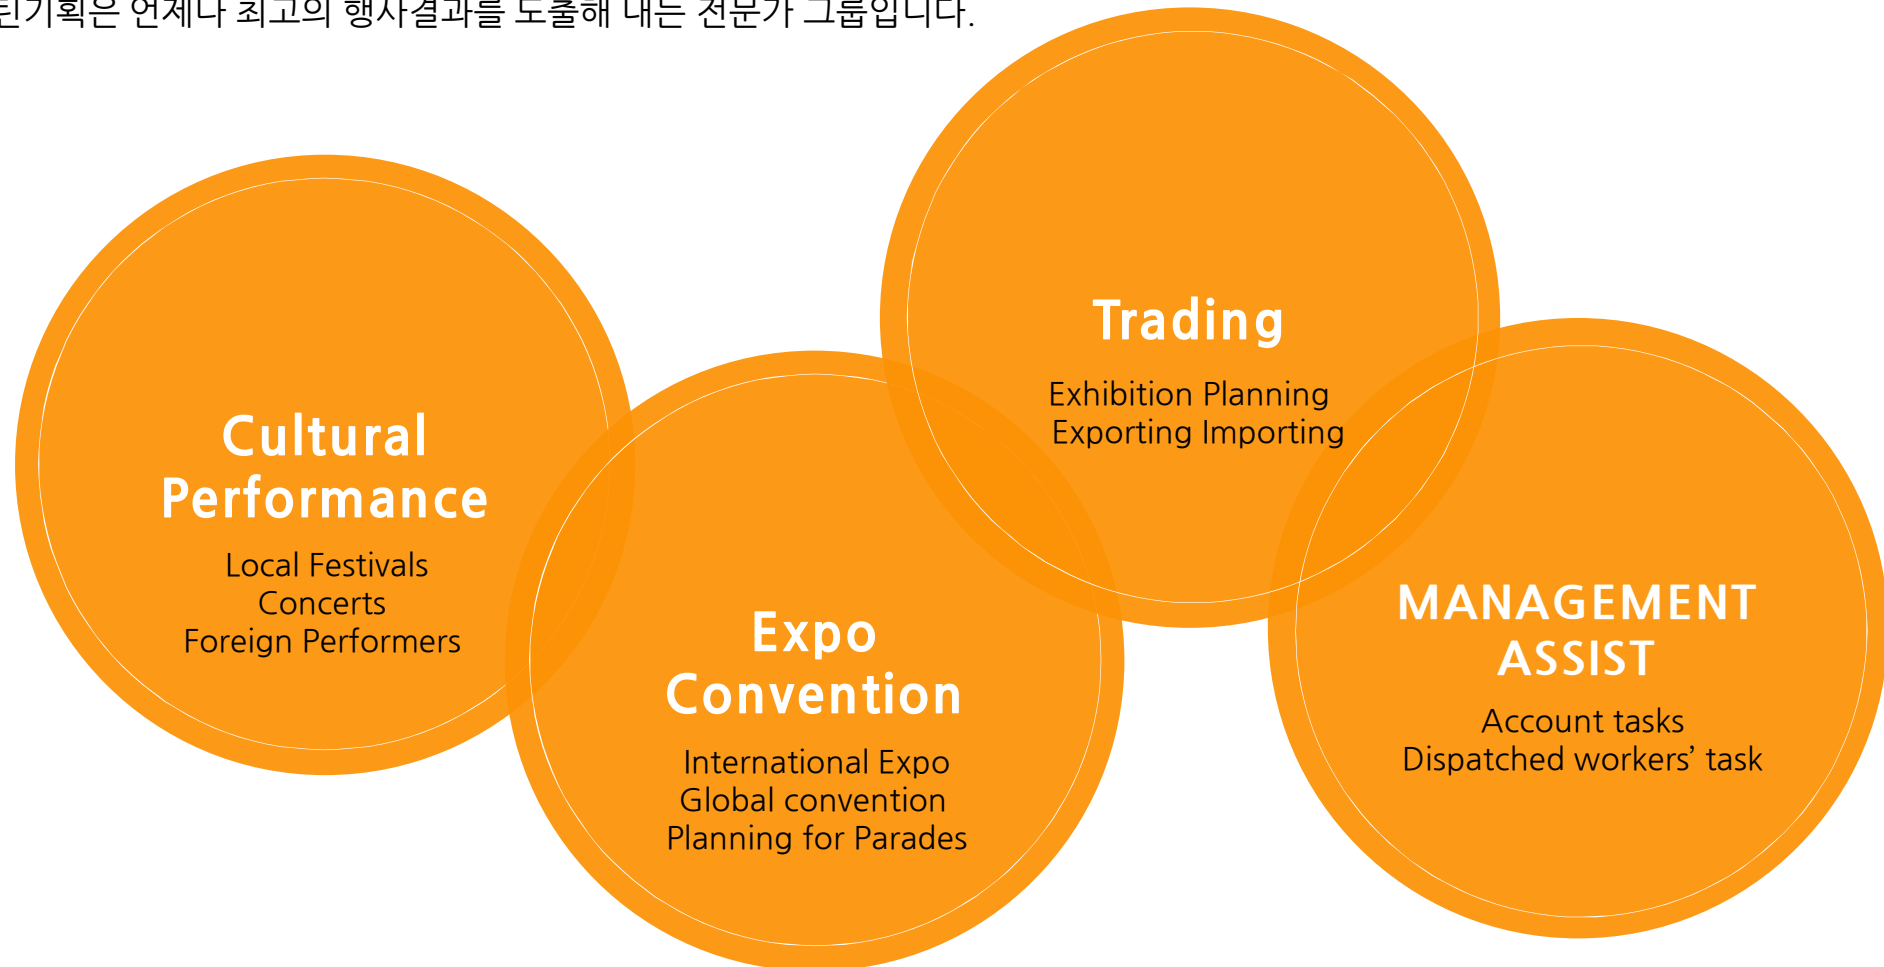 언제나 최고의 행사결과를 도출해 내는 전문가 그룹입니다.
Cultural
Performance
Local Festivals
Concerts
Foreign Performers
Expo
Convention
International Expo
Global convention
Planning for Parades
Trading
Exhibition Planning
Exporting Importing
MANAGEMENT
ASSIST
Account tasks
Dispatched workers’ task